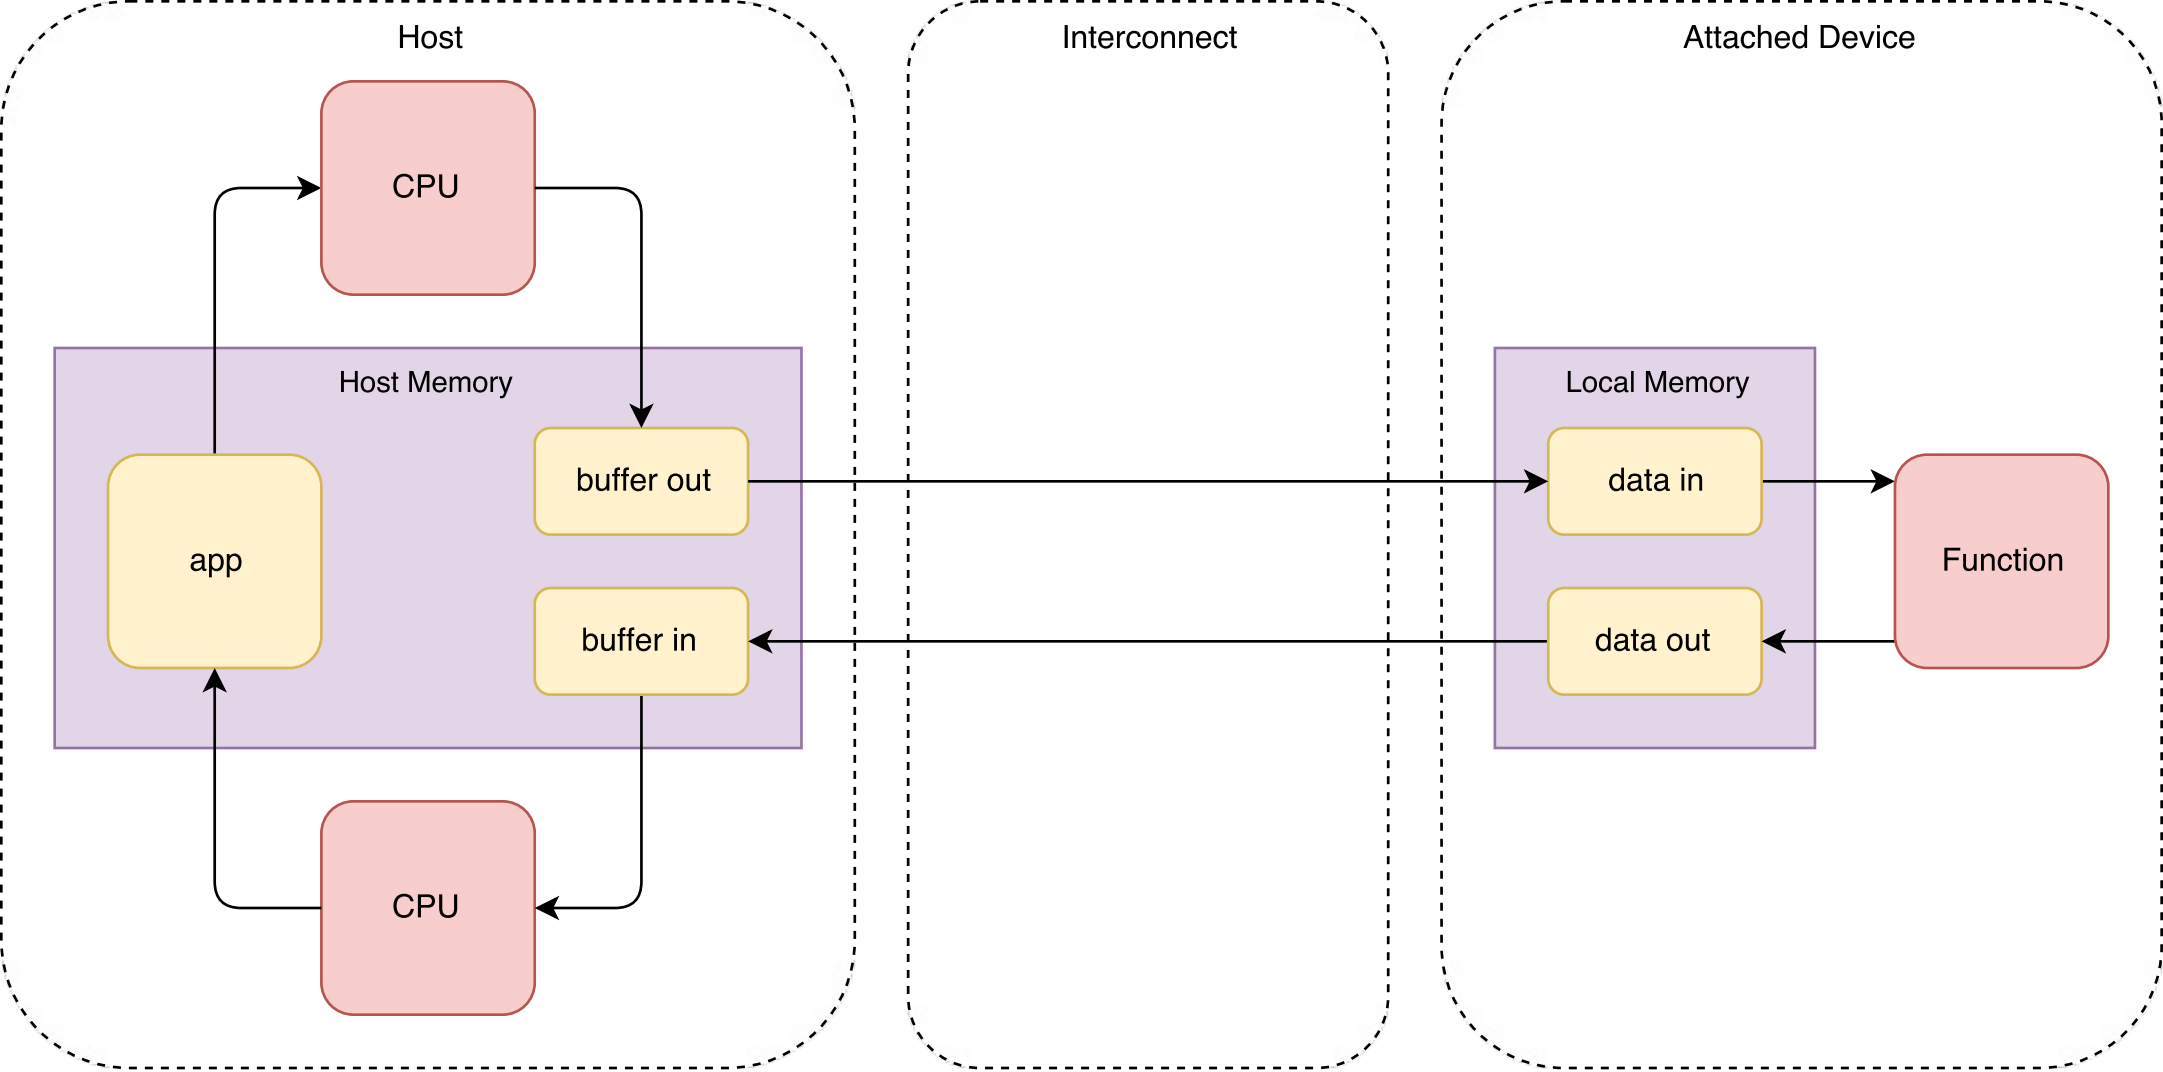 Host
Interconnect
Attached Device
CPU
Host Memory
Local Memory
buffer out
data in
app
Function
buffer in
data out
CPU